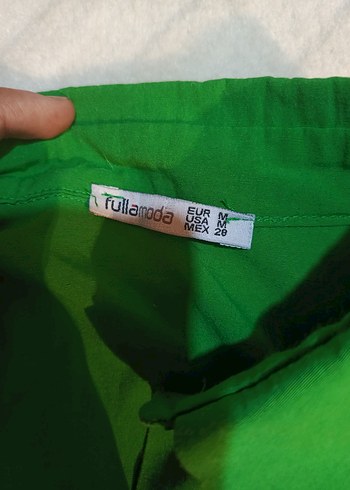 fullamoda
EUR M
USA M
MEX 28